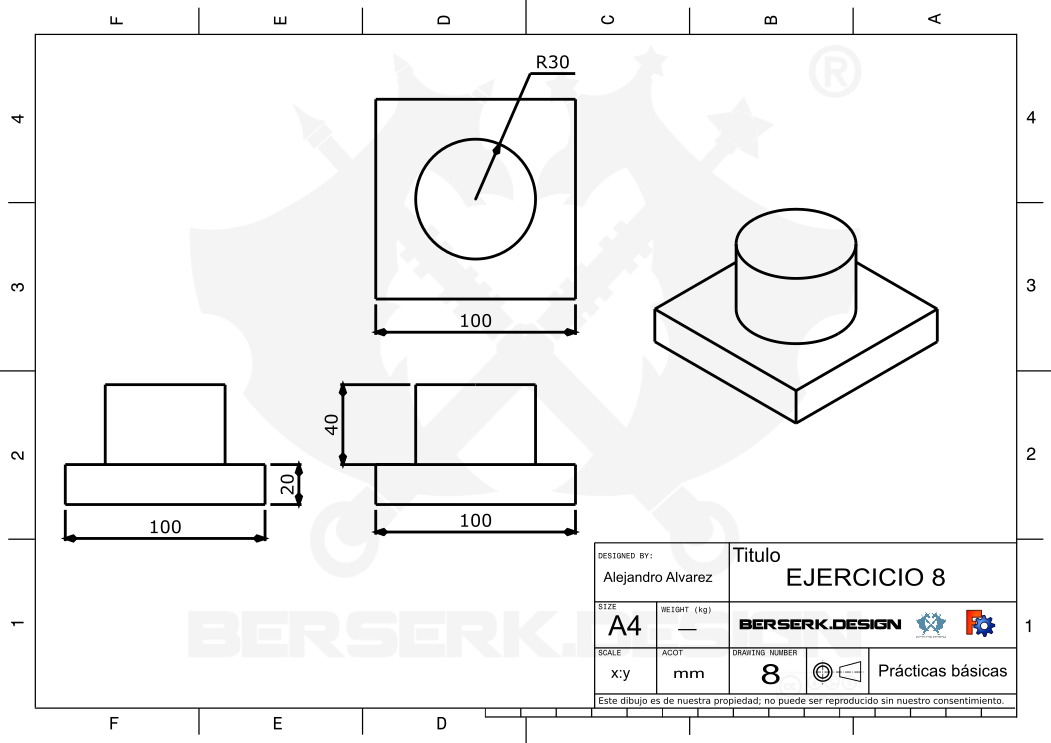 F E D C B A
®
R30
4 4
100
3 3
40
20
100
100
2 2
DESIGNED BY:
Alejandro Alvarez
Titulo
EJERCICIO 8
SIZE
A4
WEIGHT (kg)
—
BERSERK.DESIGN
BERSERK.DESIGN
1 1
SCALE
x:y
ACOT
mm
DRAWING NUMBER
8
Prácticas básicas
Este dibujo es de nuestra propiedad; no puede ser reproducido sin nuestro consentimiento.
F E D